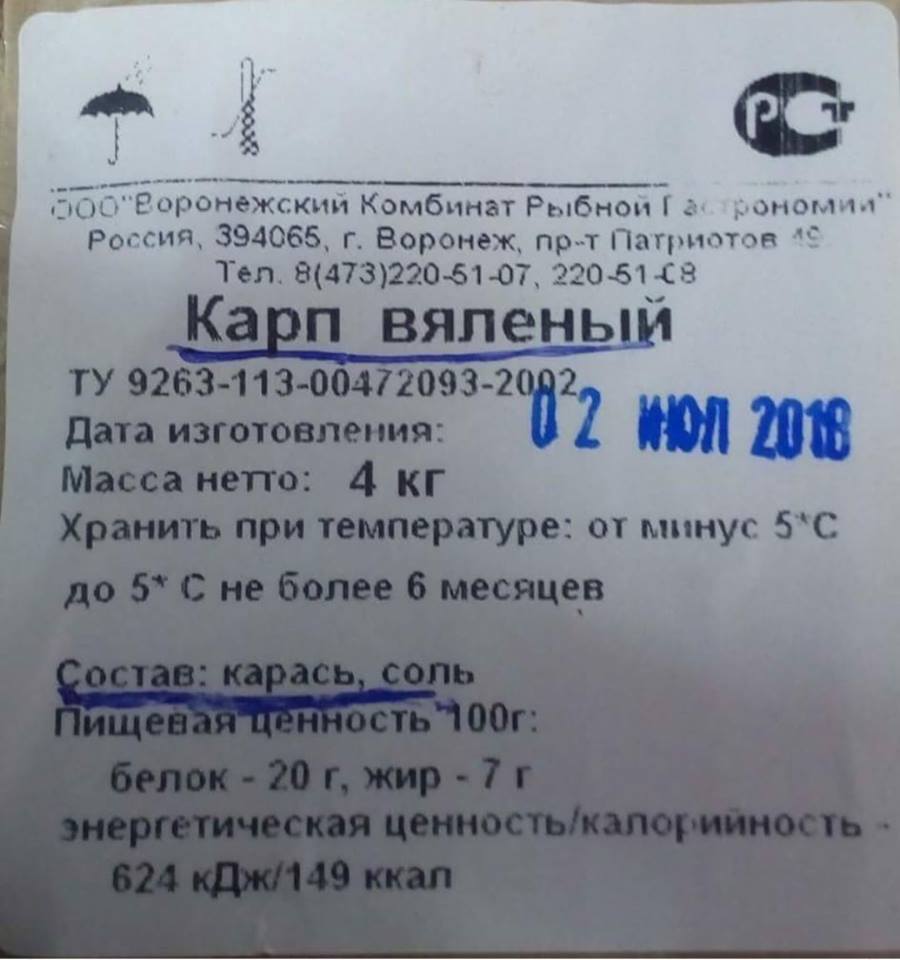 РСт
ООО"Воронежский Комбинат Рыбной Гастрономии"
Россия, 394065, г. Воронеж, пр-т Патриотов 49
Тел. 8(473)220-51-07, 220-51-08
Карп вяленый
ТУ 9263-113-00472093-2002
Дата изготовления: 02 ИЮЛ 2018
Масса нетто: 4 кг
Хранить при температуре: от минус 5*С
до 5* С не более 6 месяцев
Состав: карась, соль
Пищевая ценность 100г:
белок - 20 г, жир - 7 г
энергетическая ценность/калорийность -
624 кДж/149 ккал